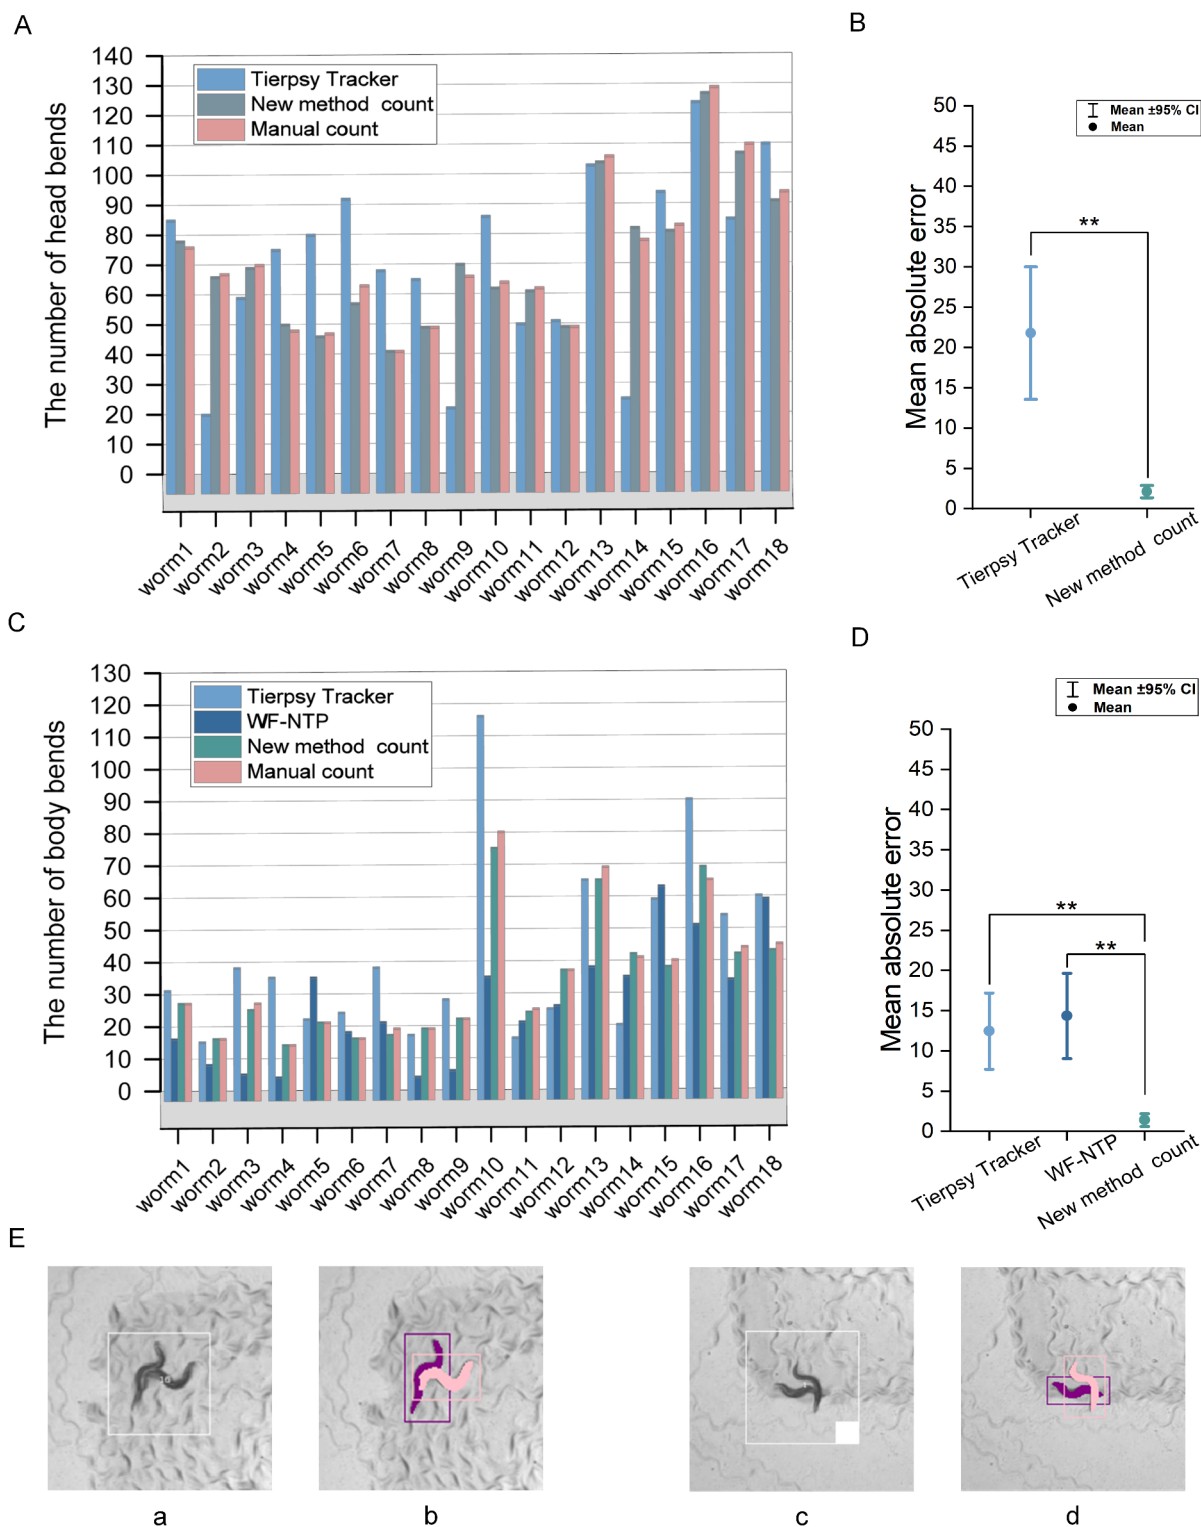 A
The number of head bends
140
130
120
110
100
90
80
70
60
50
40
30
20
10
0
Tierpsy Tracker
New method count
Manual count
worm1
worm2
worm3
worm4
worm5
worm6
worm7
worm8
worm9
worm10
worm11
worm12
worm13
worm14
worm15
worm16
worm17
worm18
B
Mean absolute error
50
45
40
35
30
25
20
15
10
5
0
Mean ±95% CI
Mean
**
Tierpsy Tracker
New method count
C
The number of body bends
130
120
110
100
90
80
70
60
50
40
30
20
10
0
Tierpsy Tracker
WF-NTP
New method count
Manual count
worm1
worm2
worm3
worm4
worm5
worm6
worm7
worm8
worm9
worm10
worm11
worm12
worm13
worm14
worm15
worm16
worm17
worm18
D
Mean absolute error
50
45
40
35
30
25
20
15
10
5
0
Mean ±95% CI
Mean
**
**
Tierpsy Tracker
WF-NTP
New method count
E
a
b
c
d